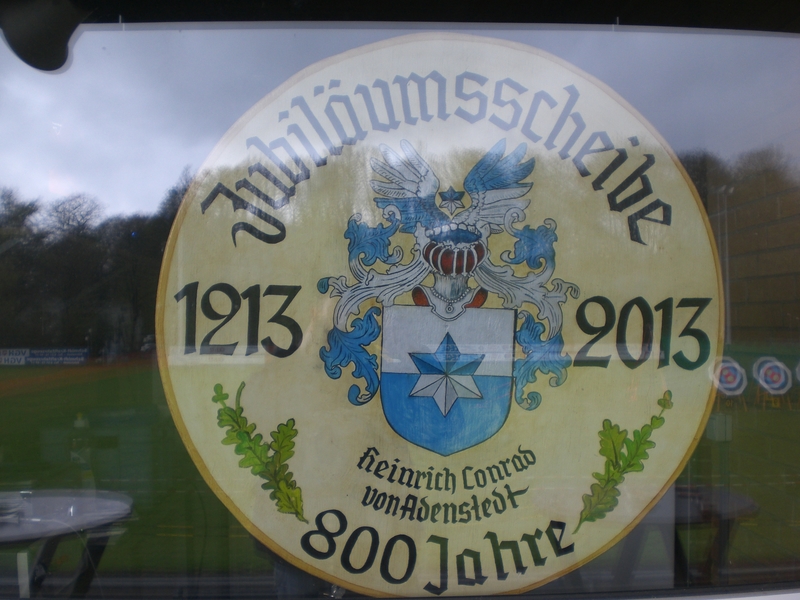 Jubiläumsscheibe
1213 2013
Heinrich Conrad
von Adenstedt
800 Jahre